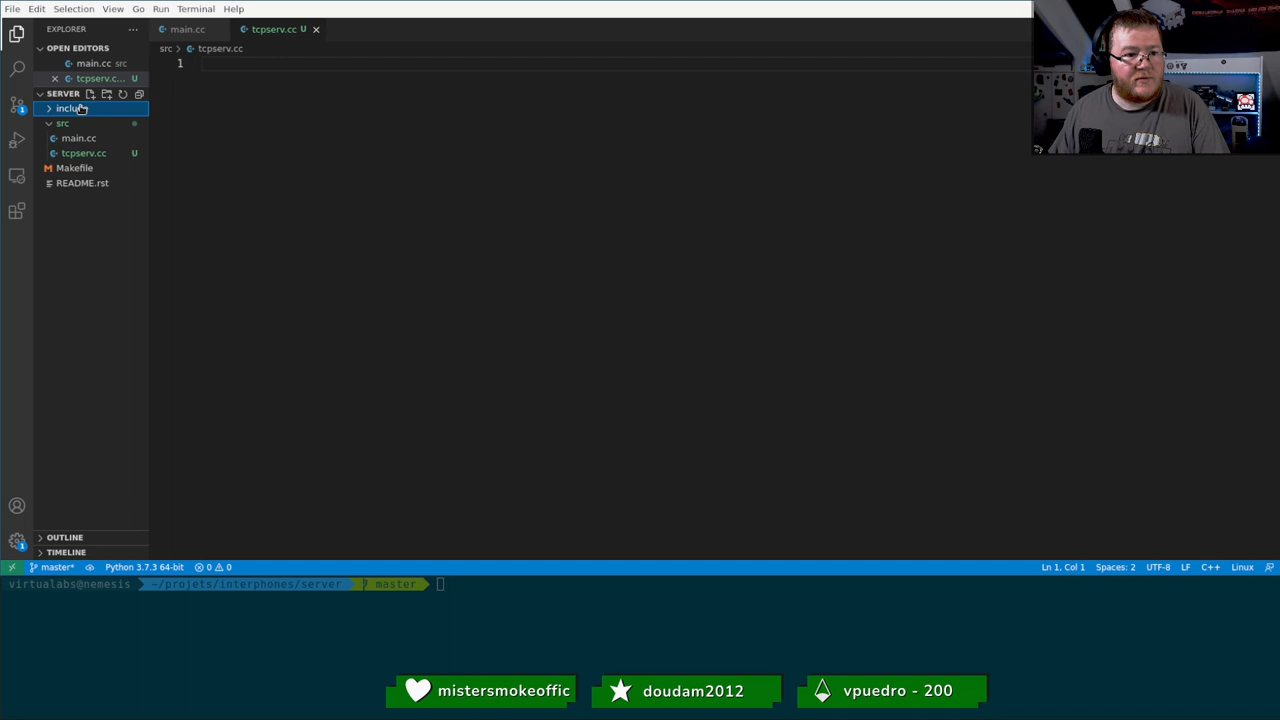 File Edit Selection View Go Run Terminal Help
EXPLORER
main.cc
tcpserv.cc U
OPEN EDITORS
src > tcpserv.cc
main.cc src
1
tcpserv.c... U
SERVER
src
main.cc
tcpserv.cc U
Makefile
README.rst
1
OUTLINE
1
TIMELINE
master* Python 3.7.3 64-bit 0 0 Ln 1, Col 1 Spaces: 2 UTF-8 LF C++ Linux
virtualabs@nemesis ~/projets/interphones/server master
mistersmokeoffic doudam2012 vpuedro - 200